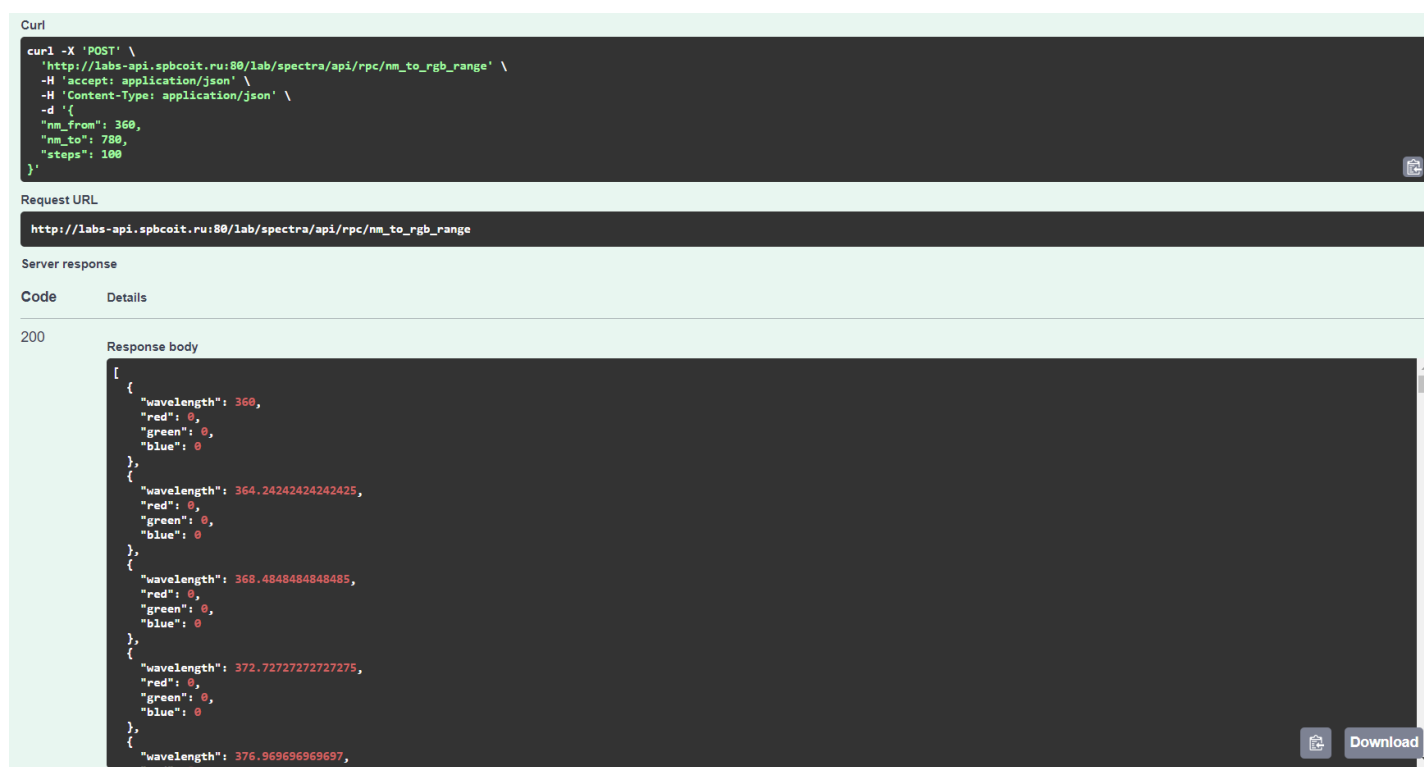 Curl
curl -X 'POST' \
'http://labs-api.spbcoit.ru:80/lab/spectra/api/rpc/nm_to_rgb_range' \
-H 'accept: application/json' \
-H 'Content-Type: application/json' \
-d '{
"nm_from": 360,
"nm_to": 780,
"steps": 100
}'
Request URL
http://labs-api.spbcoit.ru:80/lab/spectra/api/rpc/nm_to_rgb_range
Server response
Code Details
200
Response body
[
{
"wavelength": 360,
"red": 0,
"green": 0,
"blue": 0
},
{
"wavelength": 364.24242424242425,
"red": 0,
"green": 0,
"blue": 0
},
{
"wavelength": 368.4848484848485,
"red": 0,
"green": 0,
"blue": 0
},
{
"wavelength": 372.72727272727275,
"red": 0,
"green": 0,
"blue": 0
},
{
"wavelength": 376.969696969697,
Download